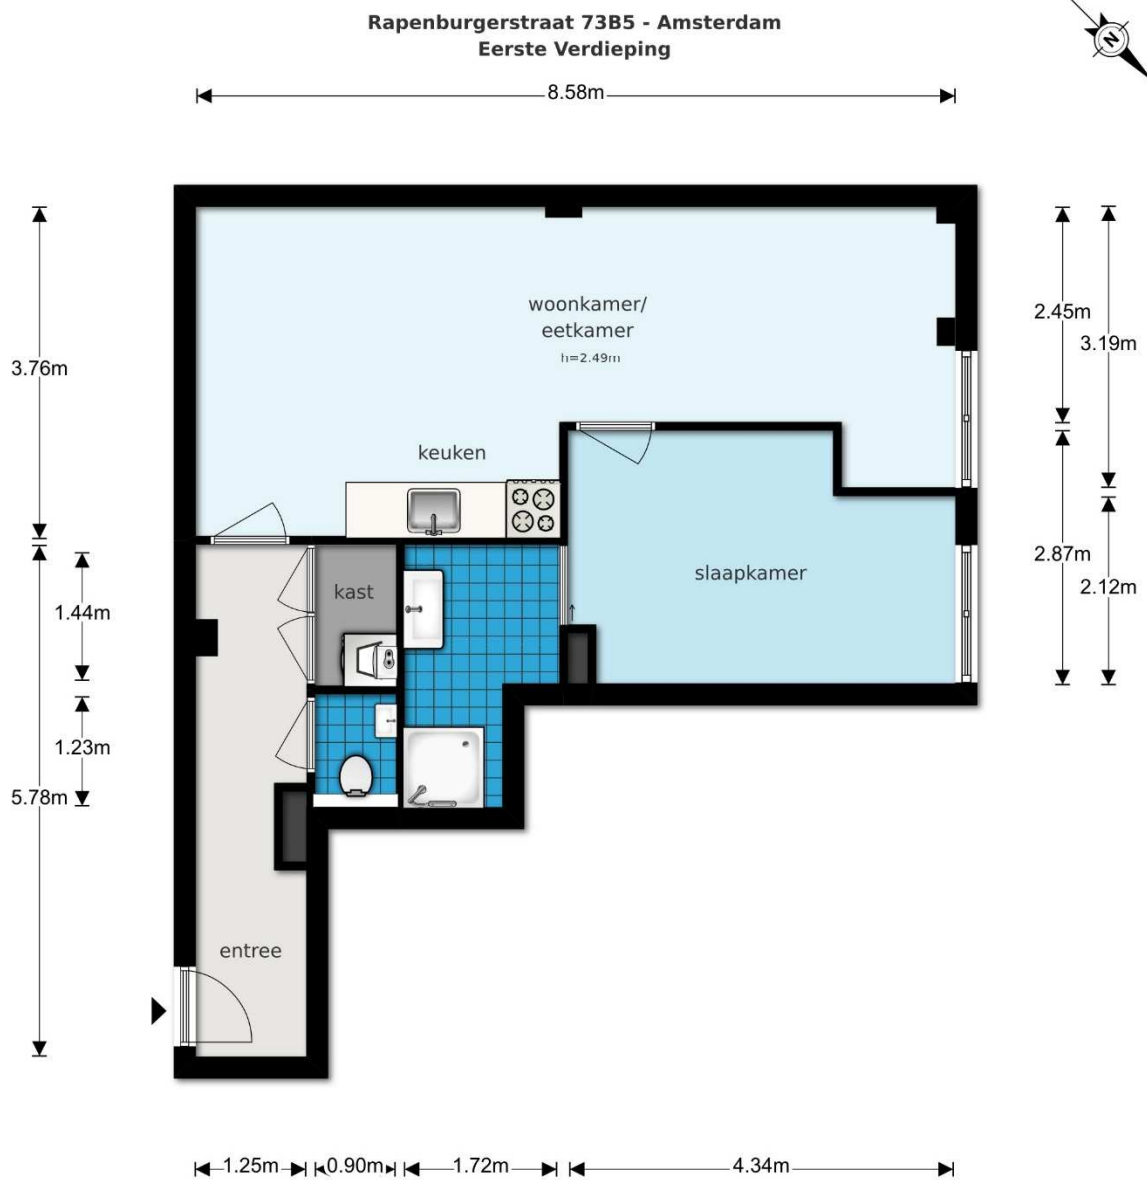 Rapenburgerstraat 73B5 - Amsterdam
Eerste Verdieping
N
8.58m
woonkamer/
eetkamer
h=2.49m
2.45m
3.19m
3.76m
keuken
2.87m
slaapkamer
2.12m
kast
1.44m
1.23m
5.78m
entree
1.25m
0.90m
1.72m
4.34m